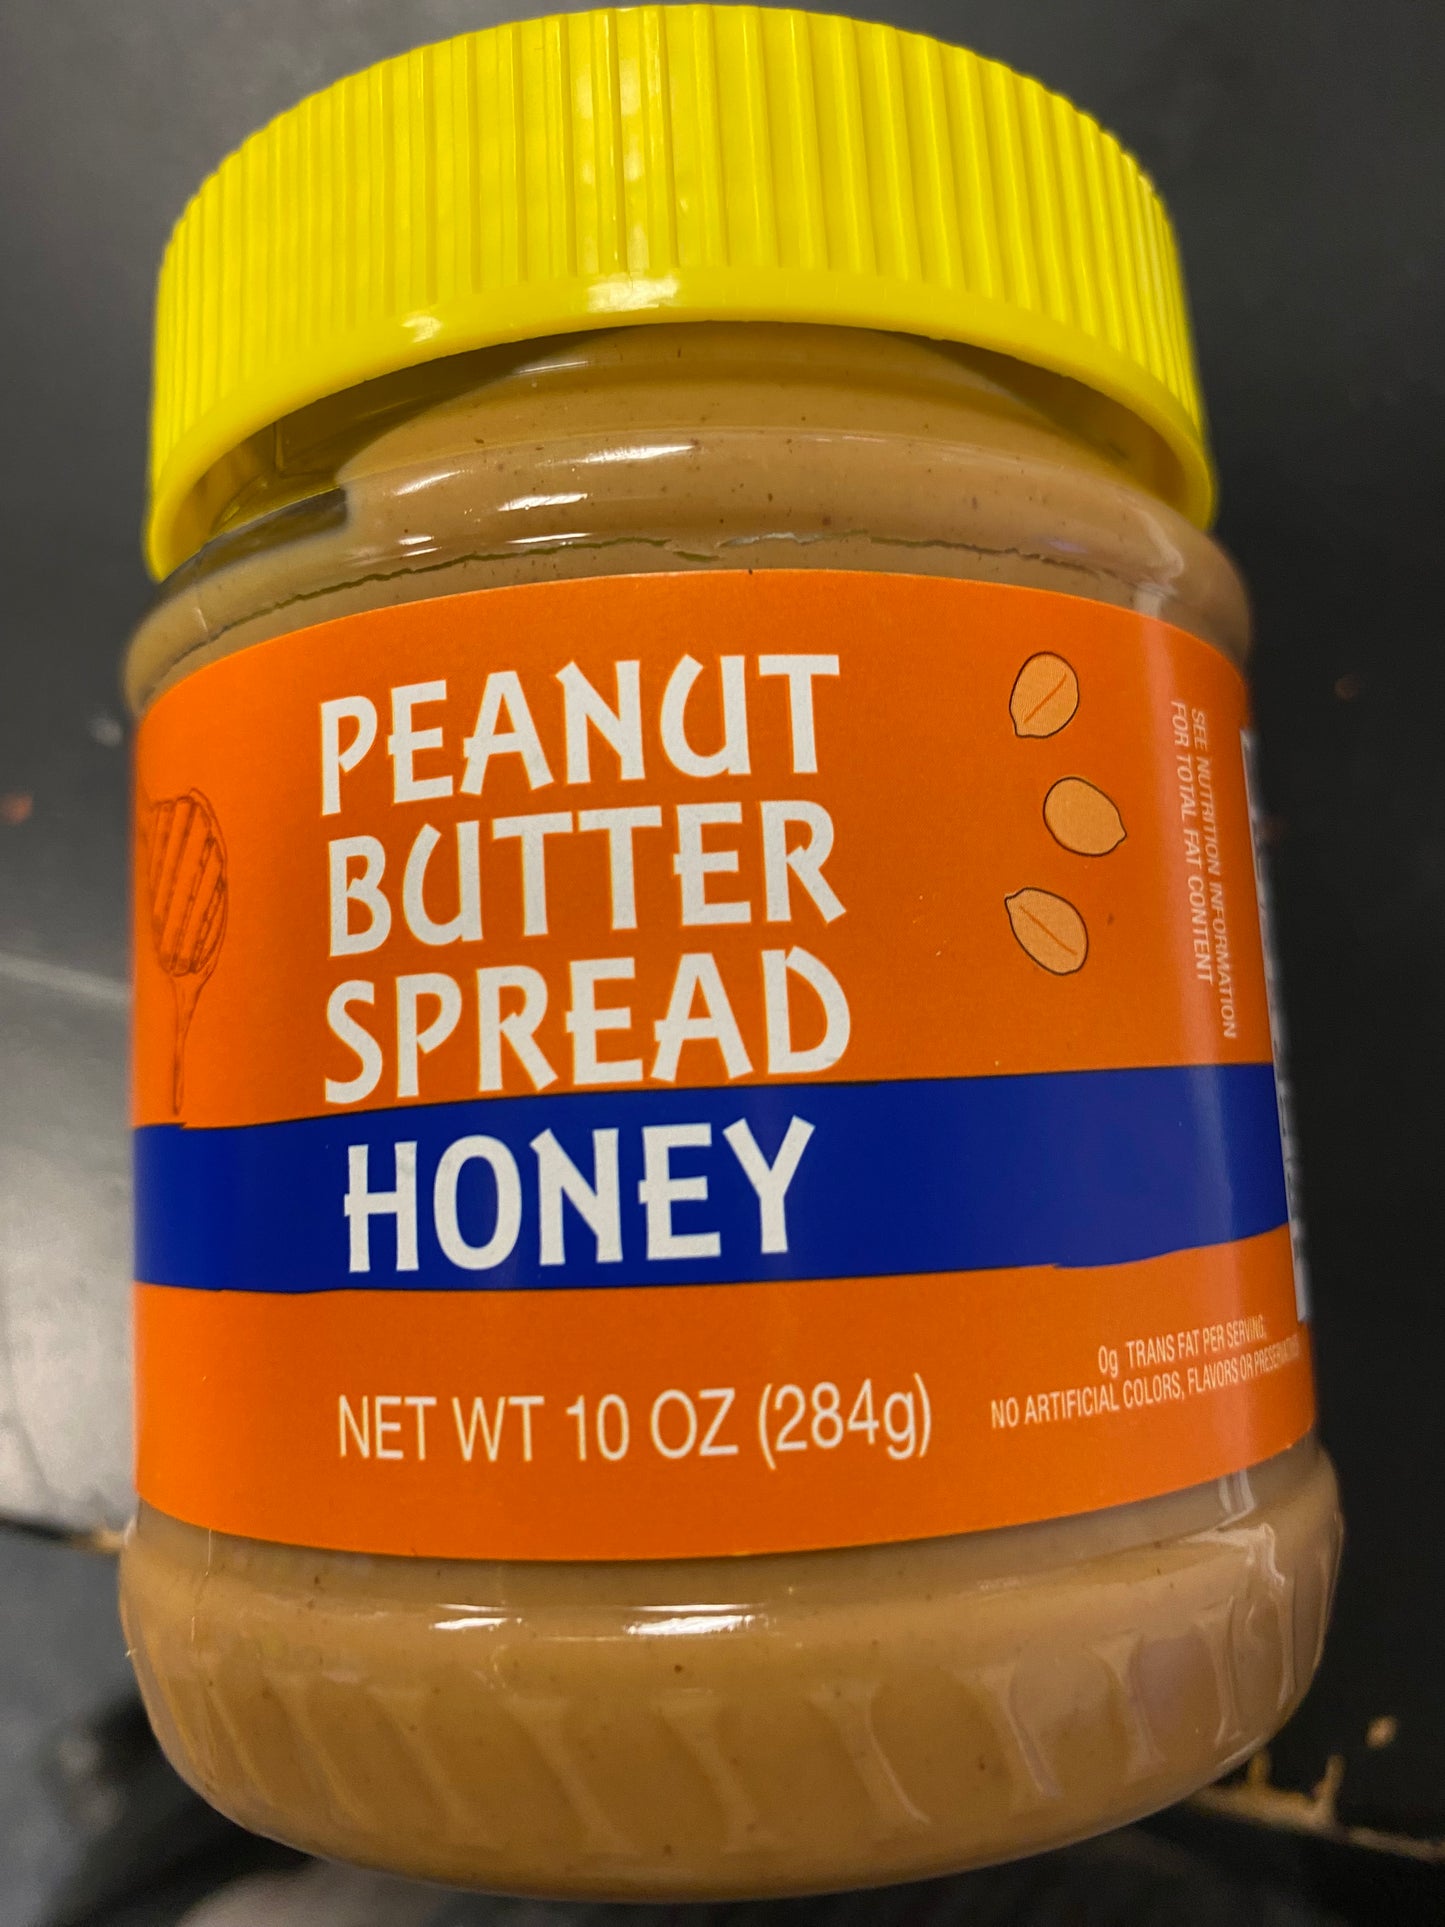 PEANUT
BUTTER
SPREAD
HONEY
NET WT 10 OZ (284g)
SEE NUTRITION INFORMATION
FOR TOTAL FAT CONTENT
0g TRANS FAT PER SERVING
NO ARTIFICIAL COLORS, FLAVORS OR PRESERVATIVES